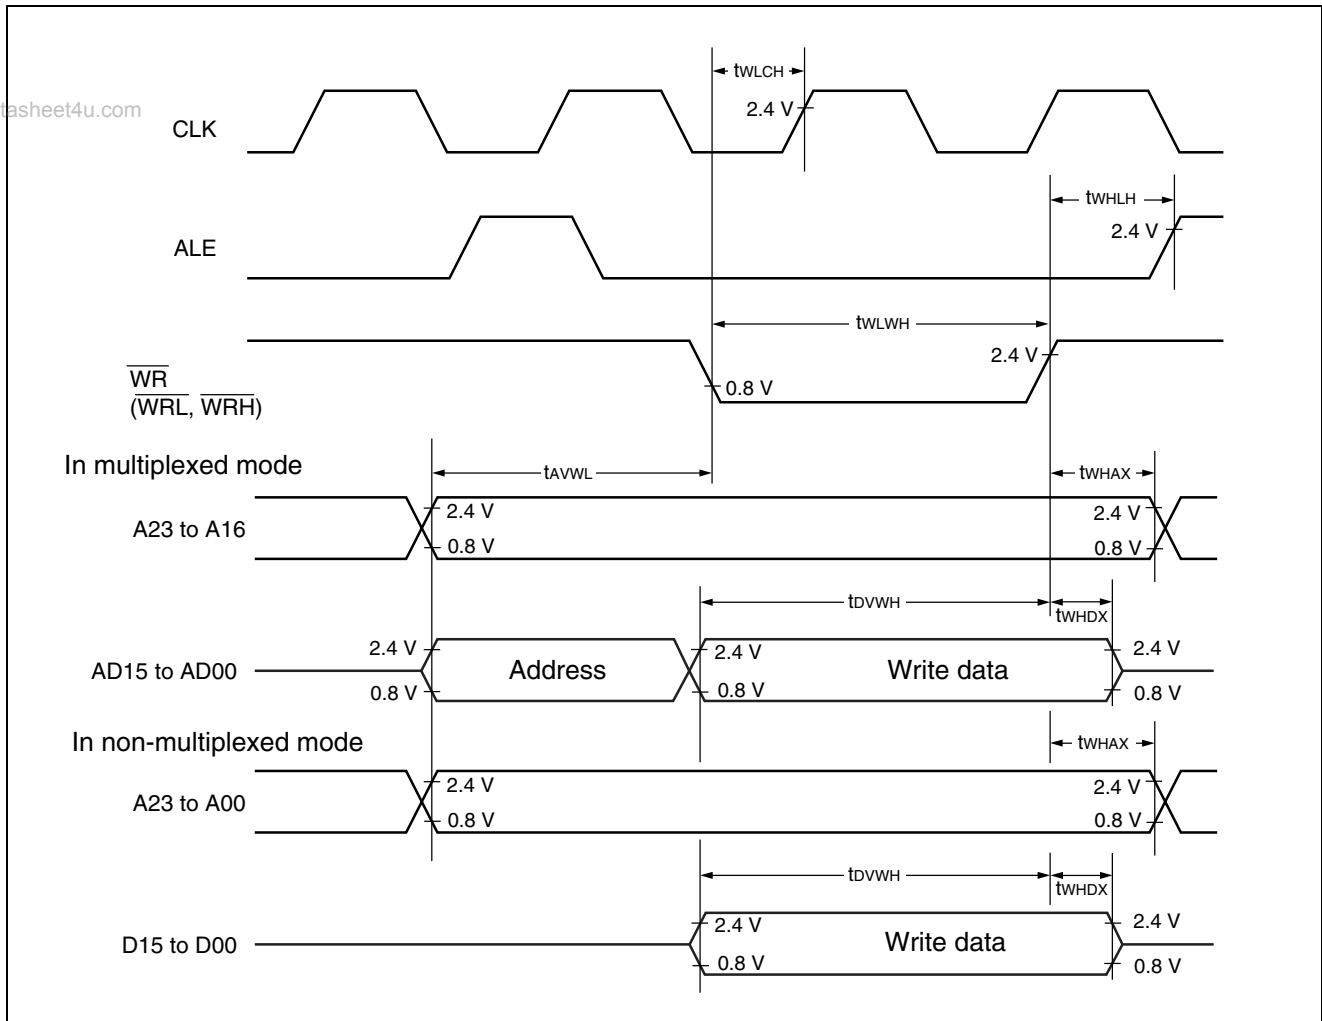 tWLCH
2.4 V
tasheet4u.com
CLK
tWHLH
2.4 V
ALE
tWLWH
2.4 V
WR
0.8 V
(WRL, WRH)
In multiplexed mode
tAVWL
tWHAX
2.4 V
2.4 V
A23 to A16
0.8 V
0.8 V
tDVWH
tWHDX
2.4 V
2.4 V
2.4 V
AD15 to AD00
Address
Write data
0.8 V
0.8 V
0.8 V
In non-multiplexed mode
tWHAX
2.4 V
2.4 V
A23 to A00
0.8 V
0.8 V
tDVWH
tWHDX
2.4 V
2.4 V
D15 to D00
Write data
0.8 V
0.8 V